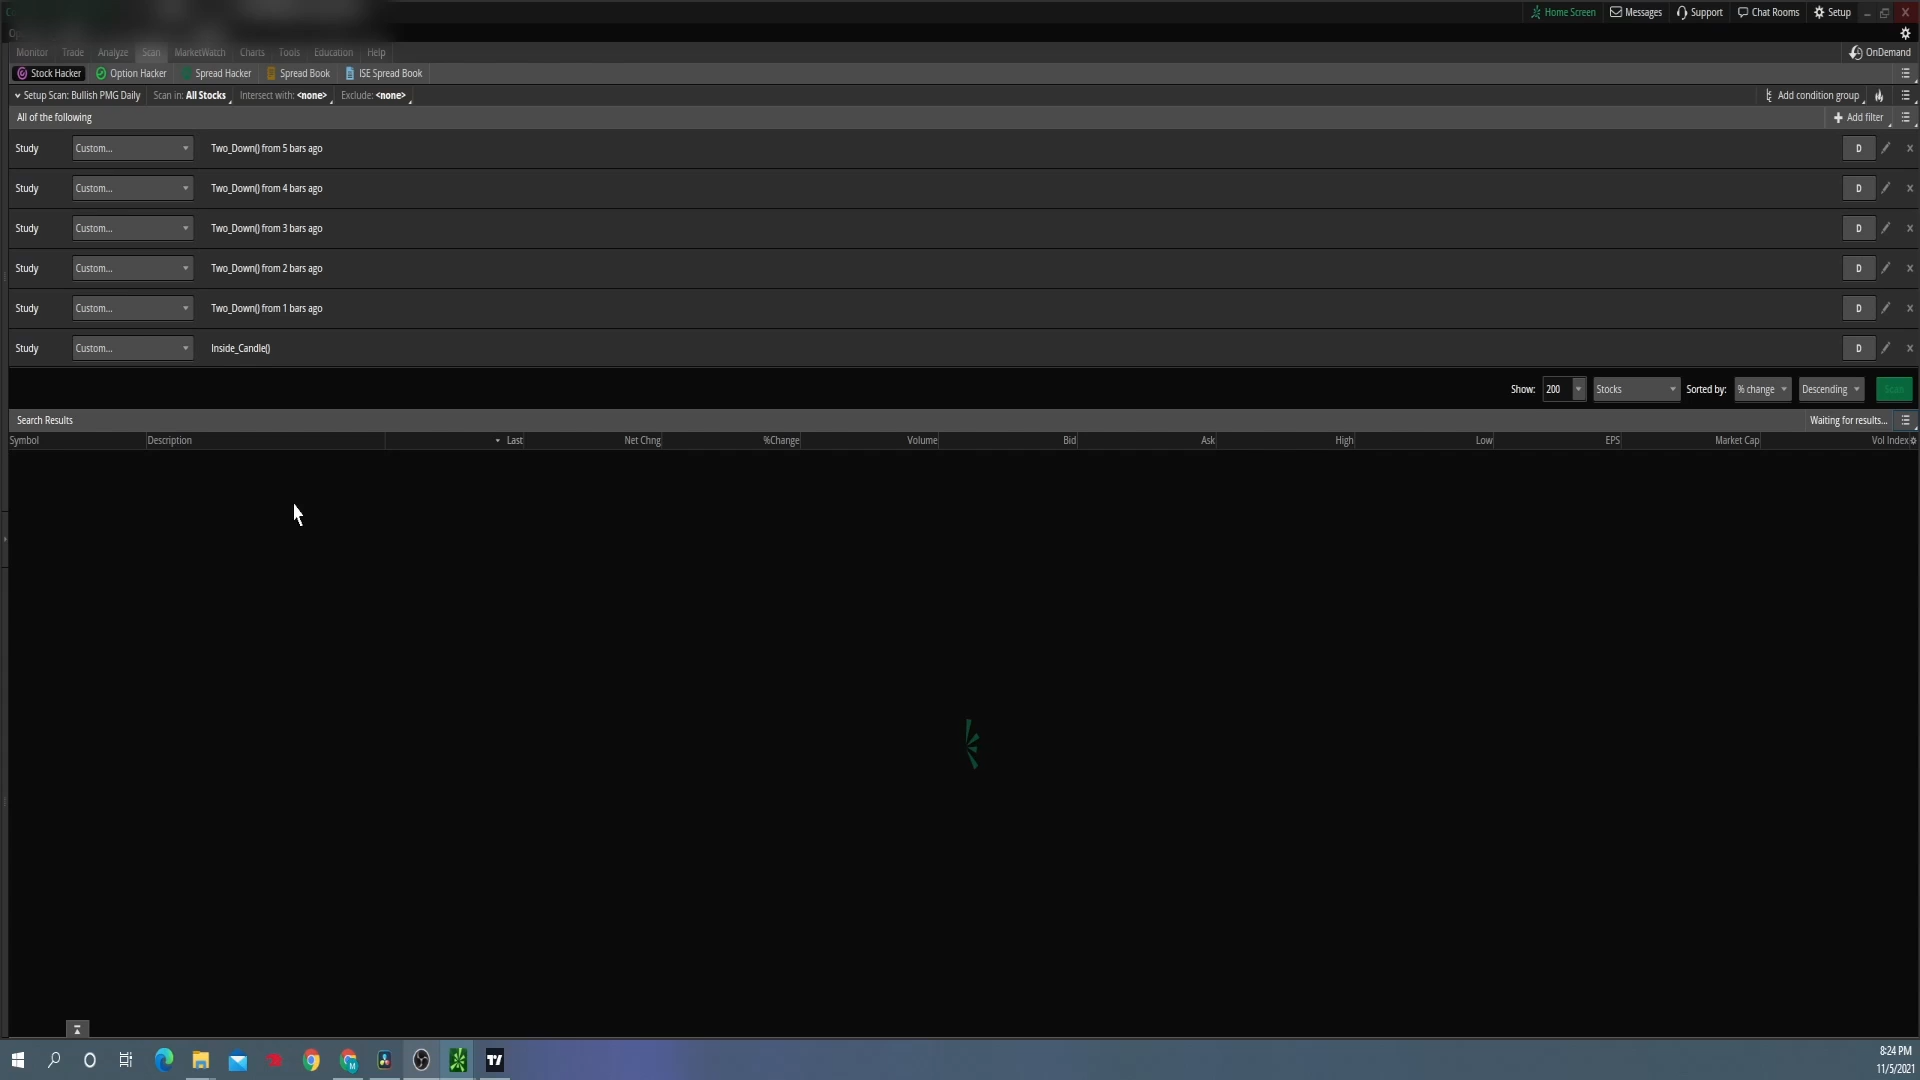 Home Screen Messages Support Chat Rooms Setup
Monitor Trade Analyze Scan MarketWatch Charts Tools Education Help OnDemand
Stock Hacker Option Hacker Spread Hacker Spread Book ISE Spread Book
Setup Scan: Bullish PMG Daily Scan in: All Stocks Intersect with: <none> Exclude: <none> Add condition group
All of the following Add filter
Study Custom... Two_Down() from 5 bars ago D
Study Custom... Two_Down() from 4 bars ago D
Study Custom... Two_Down() from 3 bars ago D
Study Custom... Two_Down() from 2 bars ago D
Study Custom... Two_Down() from 1 bars ago D
Study Custom... Inside_Candle() D
Show: 200 Stocks Sorted by: % change Descending
Search Results Waiting for results...
Symbol Description Last Net Chng %Change Volume Bid Ask High Low EPS Market Cap Vol Index
8:24 PM
11/5/2021